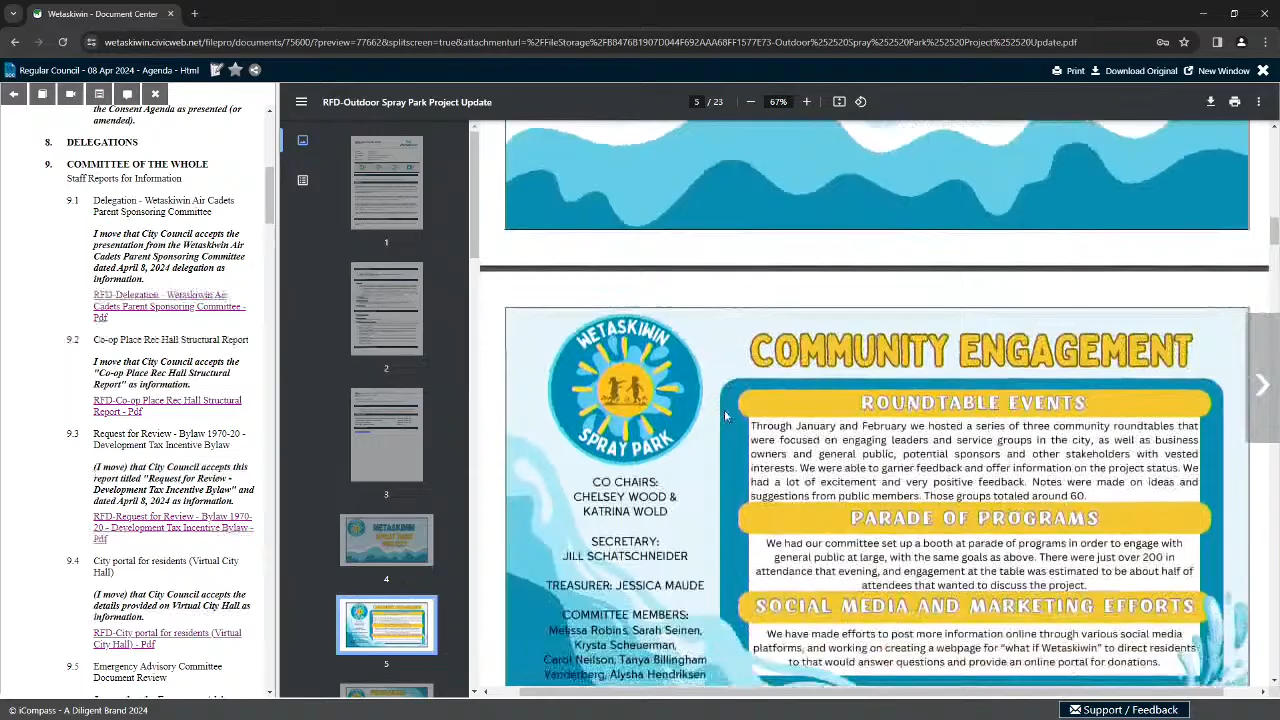 Wetaskiwin - Document Center
wetaskiwin.civicweb.net/filepro/documents/75600/?preview=77662&splitscreen=true&attachmenturl=%2FFileStorage%2FB8476B1907D044F692AAA68FF1577E73-Outdoor%252520Spray%252520Park%252520Project%252520Update.pdf
Regular Council - 08 Apr 2024 - Agenda - Html
Print
Download Original
New Window
the Consent Agenda as presented (or
amended).
8. DELEGATIONS
9. COMMITTEE OF THE WHOLE
Staff Reports for Information
9.1 Delegation - Wetaskiwin Air Cadets
Parent Sponsoring Committee
I move that City Council accepts the
presentation from the Wetaskiwin Air
Cadets Parent Sponsoring Committee
dated April 8, 2024 delegation as
information.
RFD-Delegation - Wetaskiwin Air
Cadets Parent Sponsoring Committee -
Pdf
9.2 Co-op Place Rec Hall Structural Report
I move that City Council accepts the
"Co-op Place Rec Hall Structural
Report" as information.
RFD-Co-op Place Rec Hall Structural
Report - Pdf
9.3 Request for Review - Bylaw 1970-20 -
Development Tax Incentive Bylaw
(I move) that City Council accepts this
report titled "Request for Review -
Development Tax Incentive Bylaw" and
dated April 8, 2024 as information.
RFD-Request for Review - Bylaw 1970-
20 - Development Tax Incentive Bylaw -
Pdf
9.4 City portal for residents (Virtual City
Hall)
(I move) that City Council accepts the
details provided on Virtual City Hall as
information.
RFD-City portal for residents (Virtual
City Hall) - Pdf
9.5 Emergency Advisory Committee
Document Review
RFD-Outdoor Spray Park Project Update
5 / 23
67%
1
2
3
4
5
WETASKIWIN
SPRAY PARK
CO CHAIRS:
CHELSEY WOOD &
KATRINA WOLD
SECRETARY:
JILL SCHATSCHNEIDER
TREASURER: JESSICA MAUDE
COMMITTEE MEMBERS:
Melissa Robins, Sarah Seinen,
Krysta Scheuerman,
Carol Neilson, Tanya Billingham
Vanderberg, Alysha Hendriksen
COMMUNITY ENGAGEMENT
ROUNDTABLE EVENTS
Through January and February we hosted a series of three community roundtables that
were focused on engaging leaders and service groups in the city, as well as business
owners and general public, potential sponsors and other stakeholders with vested
interests. We were able to garner feedback and offer information on the project status. We
had a lot of excitement and very positive feedback. Notes were made on ideas and
suggestions from public members. Those groups totaled around 60.
PARADE OF PROGRAMS
We had our committee set up a booth at parade of programs in order to engage with
general public at large, with the same goals as above. There were just over 200 in
attendance that evening, and engagement at the table was estimated to be about half of
attendees that wanted to discuss the project.
SOCIAL MEDIA AND MARKETING EFFORTS
We have made efforts to post more information online through various social media
platforms, and working on creating a webpage for "what if Wetaskiwin" to direct residents
to that would answer questions and provide an online portal for donations.
© iCompass - A Diligent Brand 2024
Support / Feedback